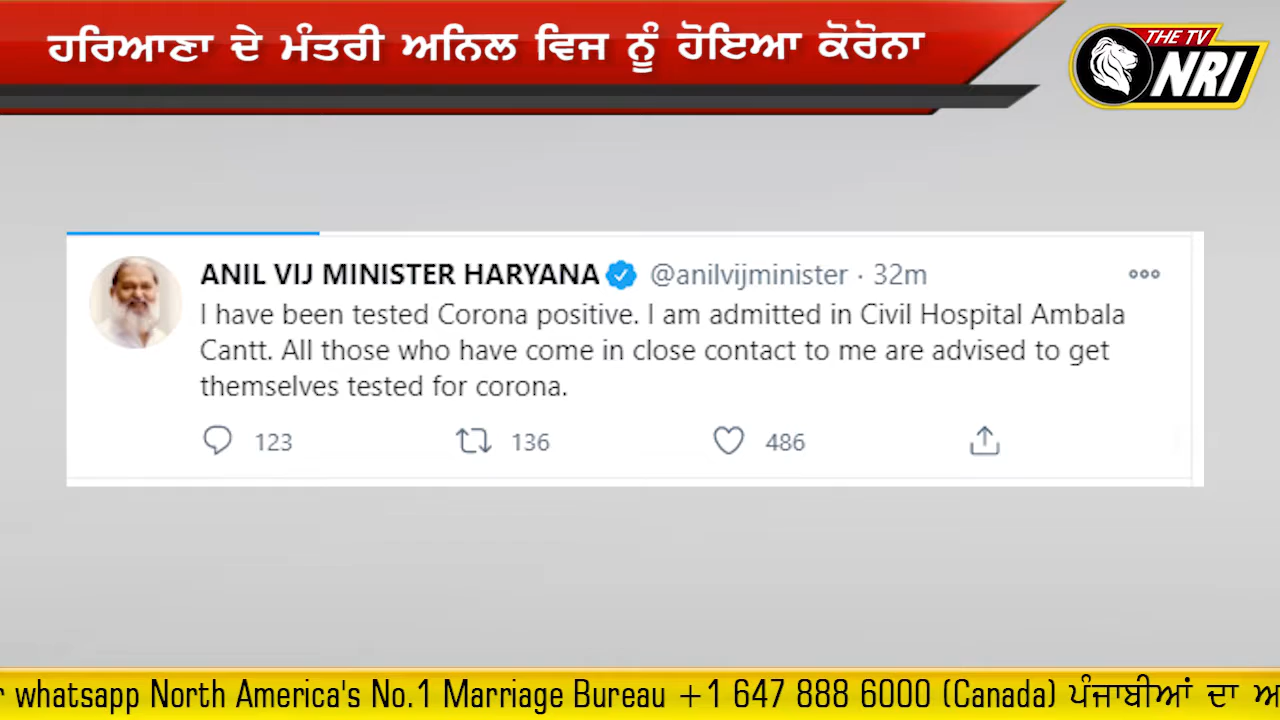 ਹਰਿਆਣਾ ਦੇ ਮੰਤਰੀ ਅਨਿਲ ਵਿਜ ਨੂੰ ਹੋਇਆ ਕੋਰੋਨਾ
THE TV
NRI
ANIL VIJ MINISTER HARYANA @anilvijminister · 32m
I have been tested Corona positive. I am admitted in Civil Hospital Ambala
Cantt. All those who have come in close contact to me are advised to get
themselves tested for corona.
123 136 486
whatsapp North America's No.1 Marriage Bureau +1 647 888 6000 (Canada) ਪੰਜਾਬੀਆਂ ਦਾ